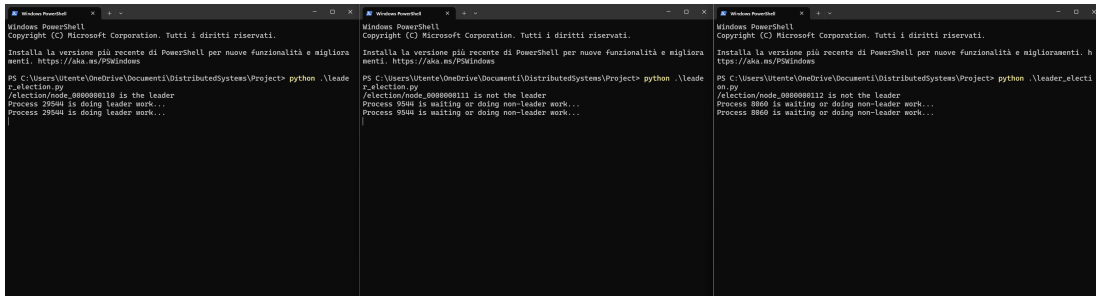 Windows PowerShell
Windows PowerShell
Copyright (C) Microsoft Corporation. Tutti i diritti riservati.
Installa la versione più recente di PowerShell per nuove funzionalità e migliora
menti. https://aka.ms/PSWindows
PS C:\Users\Utente\OneDrive\Documenti\DistributedSystems\Project> python .\leade
r_election.py
/election/node_0000000110 is the leader
Process 29544 is doing leader work...
Process 29544 is doing leader work...
Windows PowerShell
Windows PowerShell
Copyright (C) Microsoft Corporation. Tutti i diritti riservati.
Installa la versione più recente di PowerShell per nuove funzionalità e migliora
menti. https://aka.ms/PSWindows
PS C:\Users\Utente\OneDrive\Documenti\DistributedSystems\Project> python .\leade
r_election.py
/election/node_0000000111 is not the leader
Process 9544 is waiting or doing non-leader work...
Process 9544 is waiting or doing non-leader work...
Windows PowerShell
Windows PowerShell
Copyright (C) Microsoft Corporation. Tutti i diritti riservati.
Installa la versione più recente di PowerShell per nuove funzionalità e miglioramenti. h
ttps://aka.ms/PSWindows
PS C:\Users\Utente\OneDrive\Documenti\DistributedSystems\Project> python .\leader_electi
on.py
/election/node_0000000112 is not the leader
Process 8060 is waiting or doing non-leader work...
Process 8060 is waiting or doing non-leader work...